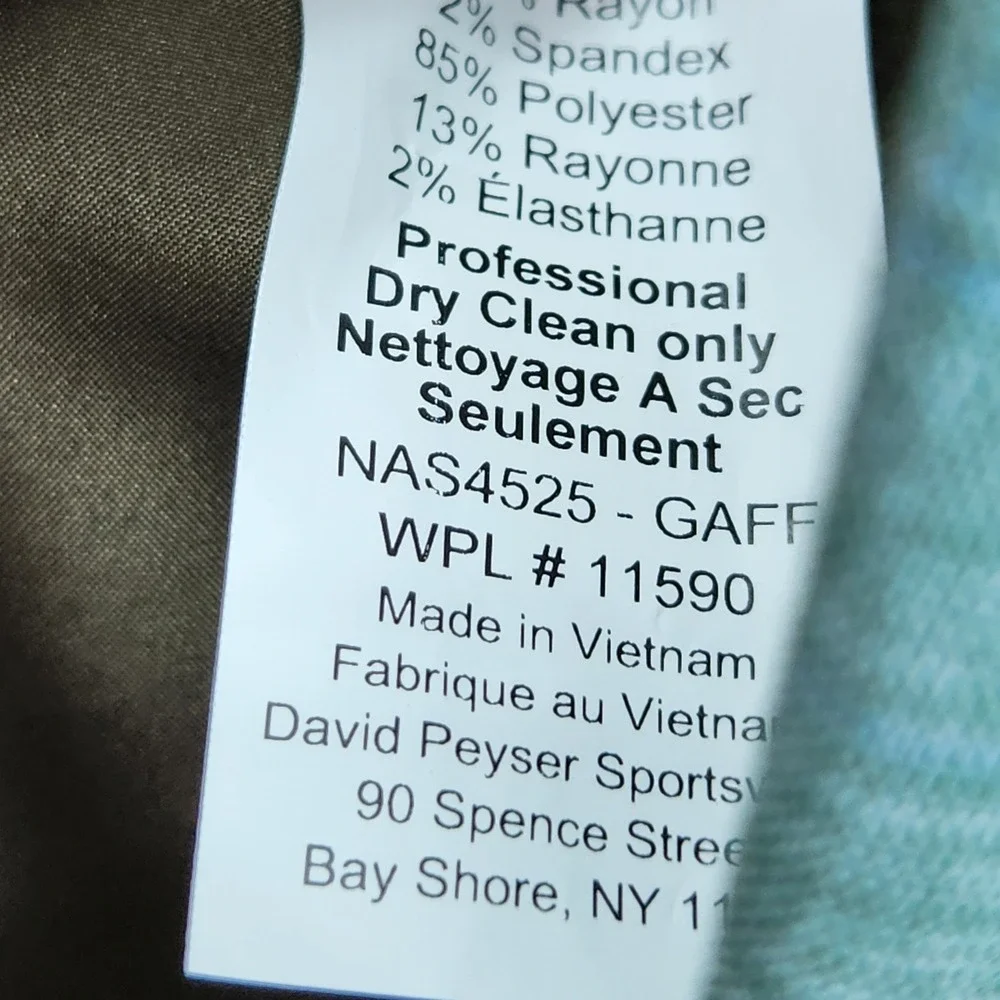 Rayon
2% Spandex
85% Polyester
13% Rayonne
2% Élasthanne
Professional
Dry Clean only
Nettoyage A Sec
Seulement
NAS4525 - GAFF
WPL # 11590
Made in Vietnam
Fabrique au
David Peyser
90 Spence
Bay Shore, NY